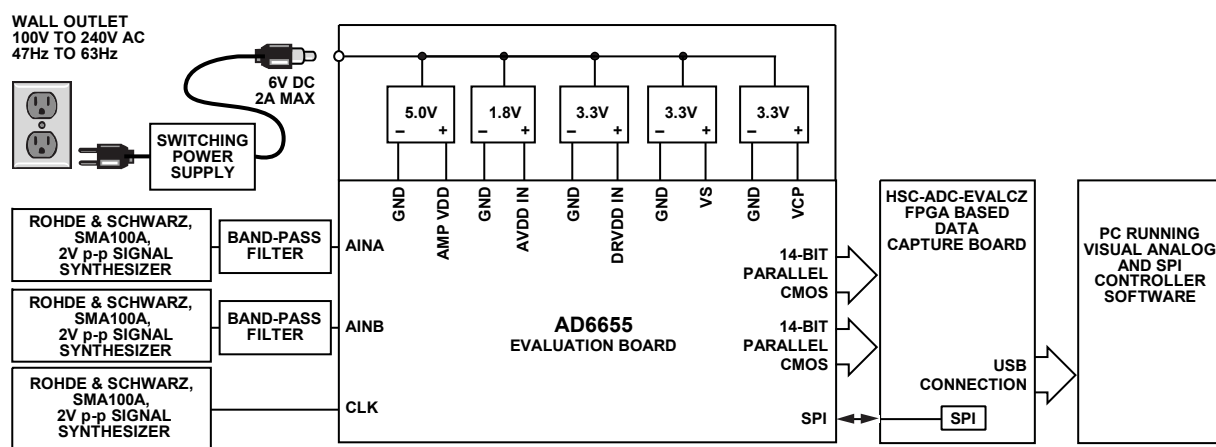 WALL OUTLET
100V TO 240V AC
47Hz TO 63Hz
6V DC
2A MAX
SWITCHING
POWER
SUPPLY
5.0V
1.8V
3.3V
3.3V
3.3V
– +
– +
– +
– +
– +
GND
AMP VDD
GND
AVDD IN
GND
DRVDD IN
GND
VS
GND
VCP
ROHDE & SCHWARZ,
SMA100A,
2V p-p SIGNAL
SYNTHESIZER
BAND-PASS
FILTER
AINA
ROHDE & SCHWARZ,
SMA100A,
2V p-p SIGNAL
SYNTHESIZER
BAND-PASS
FILTER
AINB
ROHDE & SCHWARZ,
SMA100A,
2V p-p SIGNAL
SYNTHESIZER
CLK
AD6655
EVALUATION BOARD
14-BIT
PARALLEL
CMOS
14-BIT
PARALLEL
CMOS
SPI
HSC-ADC-EVALCZ
FPGA BASED
DATA
CAPTURE BOARD
USB
CONNECTION
SPI
PC RUNNING
VISUAL ANALOG
AND SPI
CONTROLLER
SOFTWARE